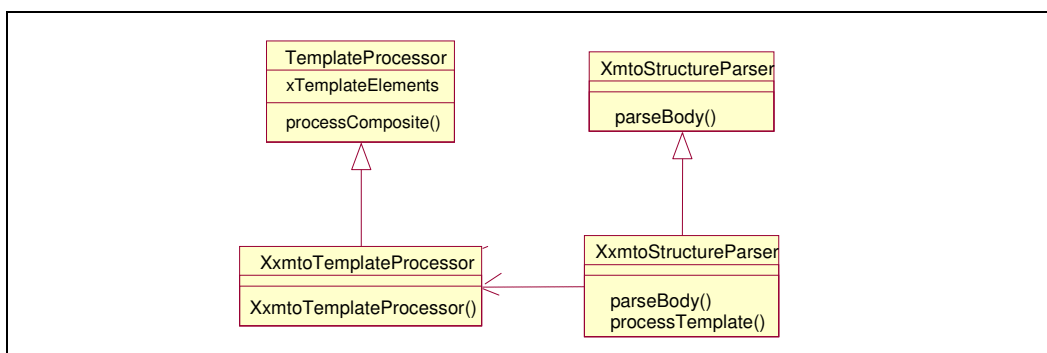 TemplateProcessor
xTemplateElements
processComposite()
XmtoStructureParser
parseBody()
XxmtoTemplateProcessor
XxmtoTemplateProcessor()
XxmtoStructureParser
parseBody()
processTemplate()